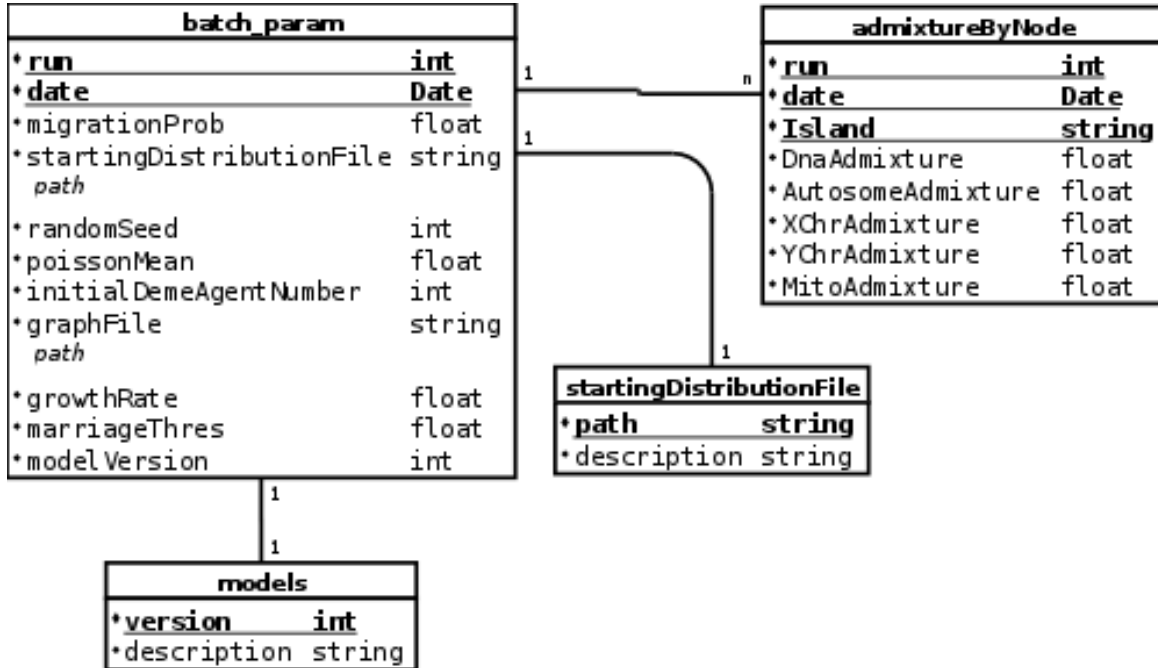 batch_param
run int
date Date
migrationProb float
startingDistributionFile string
path
randomSeed int
poissonMean float
initialDemeAgentNumber int
graphFile string
path
growthRate float
marriageThres float
modelVersion int
1
n
1
1
admixtureByNode
run int
date Date
Island string
DnaAdmixture float
AutosomeAdmixture float
XChrAdmixture float
YChrAdmixture float
MitoAdmixture float
startingDistributionFile
path string
description string
1
1
models
version int
description string